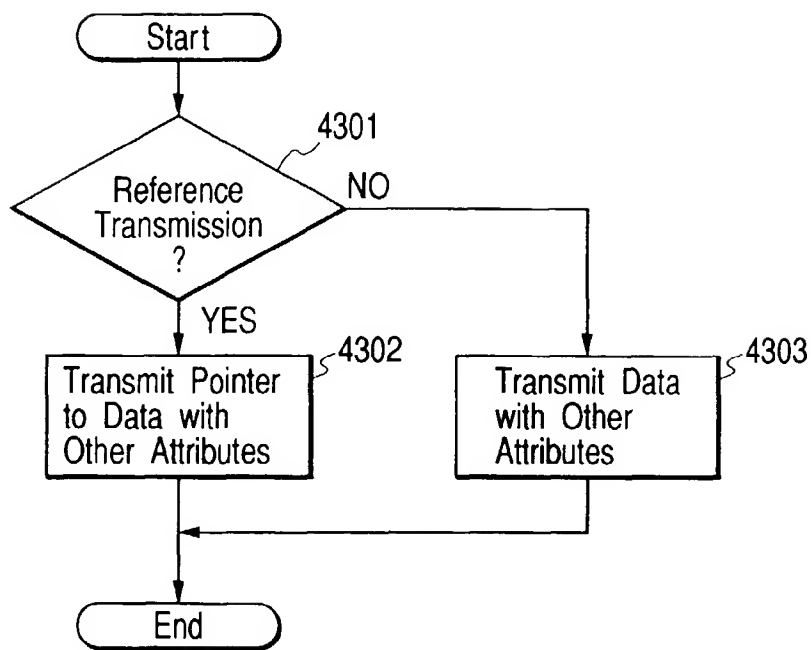 Start
4301
Reference
Transmission
?
NO
YES
4302
Transmit Pointer
to Data with
Other Attributes
4303
Transmit Data
with Other
Attributes
End